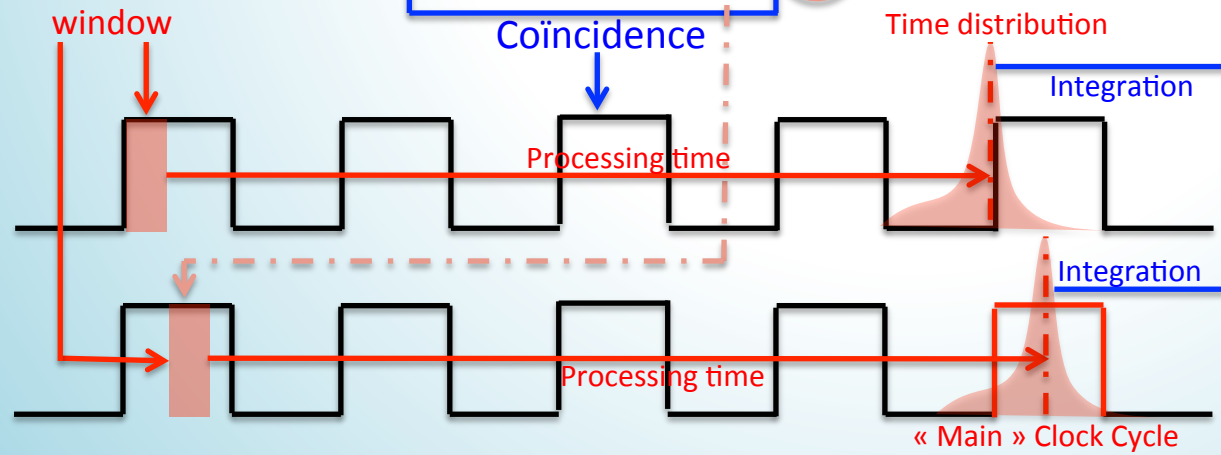 window
Coïncidence
Time distribution
Integration
Processing time
Integration
Processing time
« Main » Clock Cycle